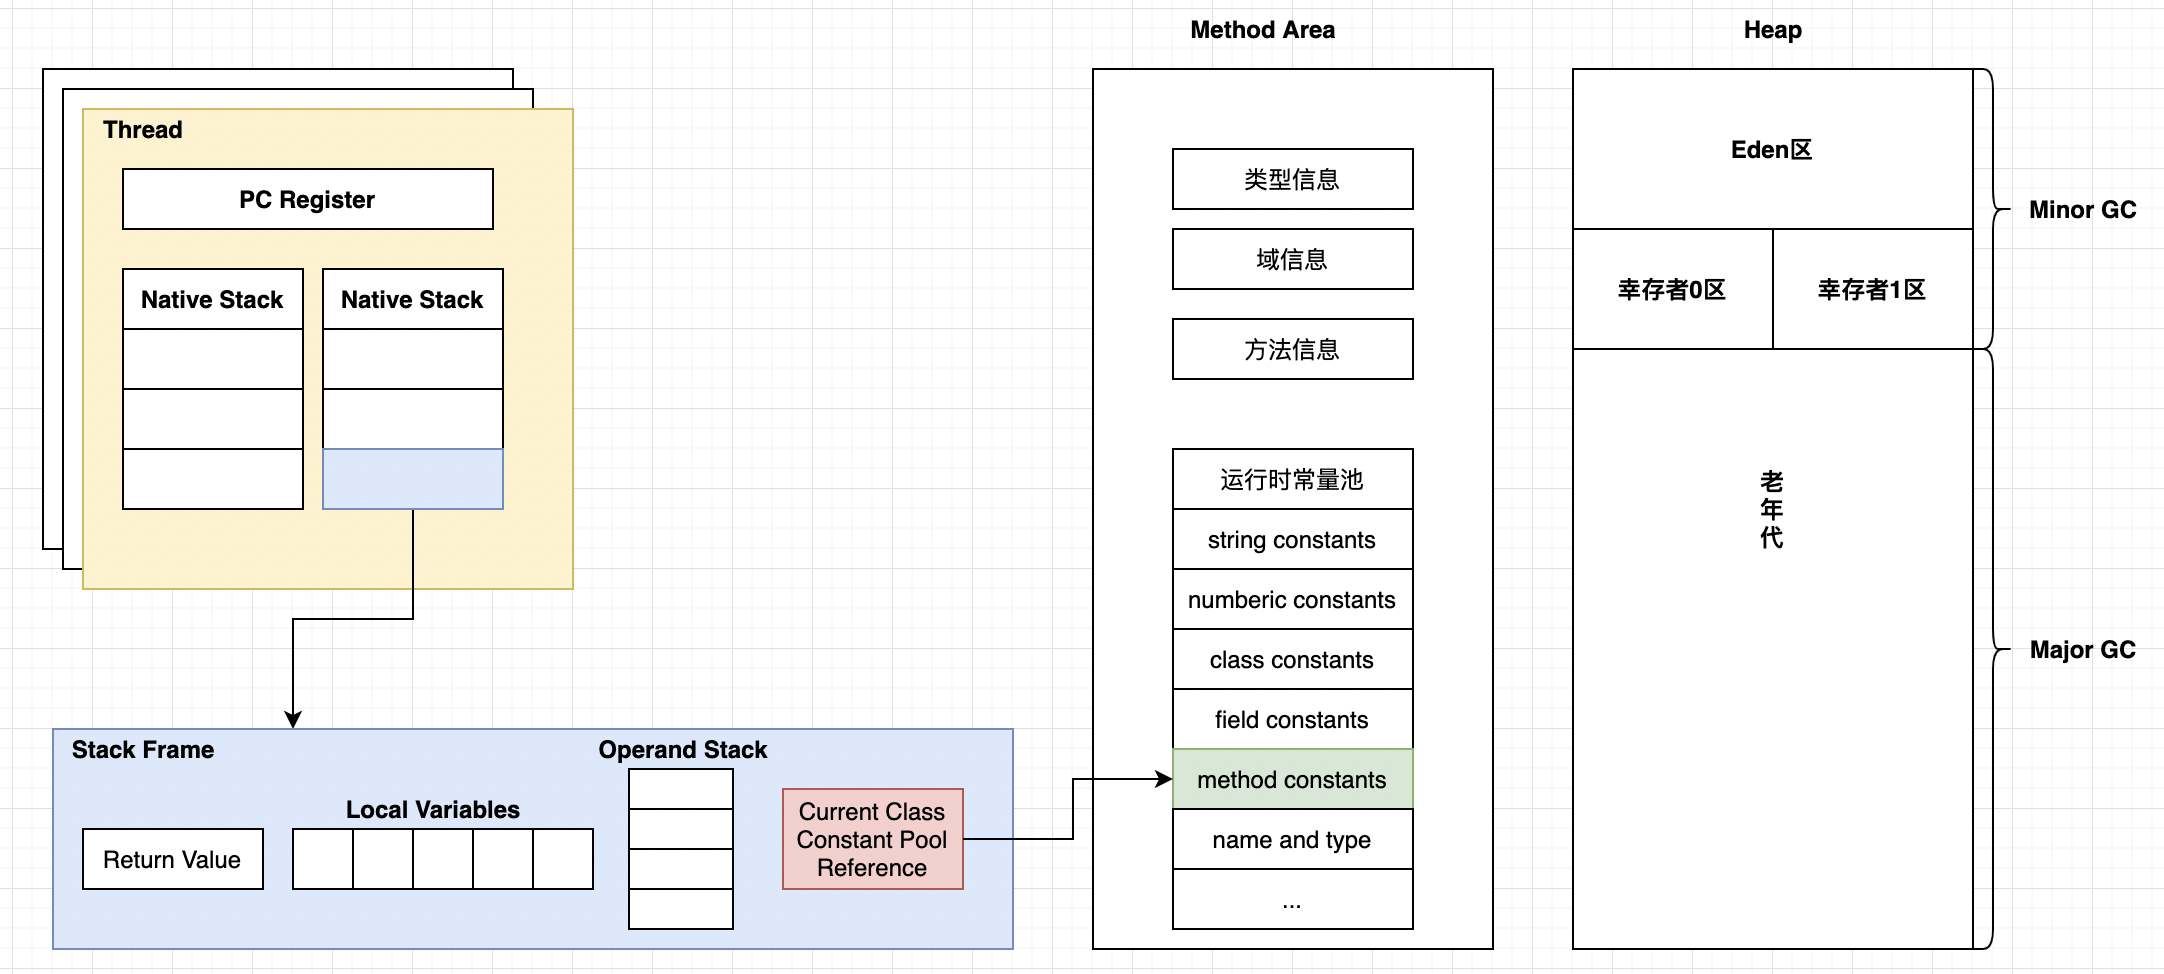 Thread
PC Register
Native Stack
Native Stack
Stack Frame
Operand Stack
Local Variables
Return Value
Current Class
Constant Pool
Reference
Method Area
类型信息
域信息
方法信息
运行时常量池
string constants
numberic constants
class constants
field constants
method constants
name and type
...
Heap
Eden区
幸存者0区
幸存者1区
老
年
代
Minor GC
Major GC